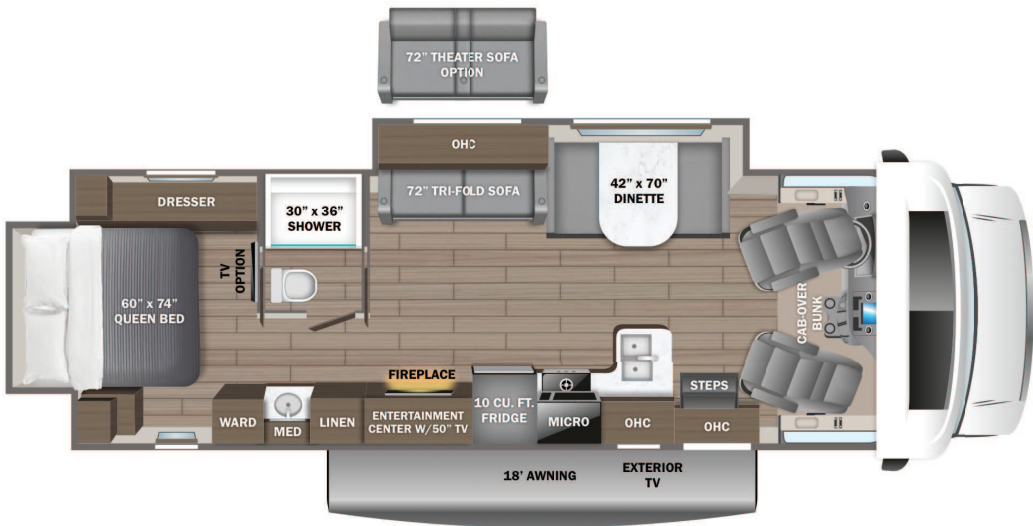 72” THEATER SOFA
OPTION
OHC
72” TRI-FOLD SOFA
42” x 70”
DINETTE
DRESSER
30” x 36”
SHOWER
TV
OPTION
60” x 74”
QUEEN BED
CAB-OVER
BUNK
FIREPLACE
STEPS
WARD
MED
LINEN
ENTERTAINMENT
CENTER W/50” TV
10 CU. FT.
FRIDGE
MICRO
OHC
OHC
18’ AWNING
EXTERIOR
TV